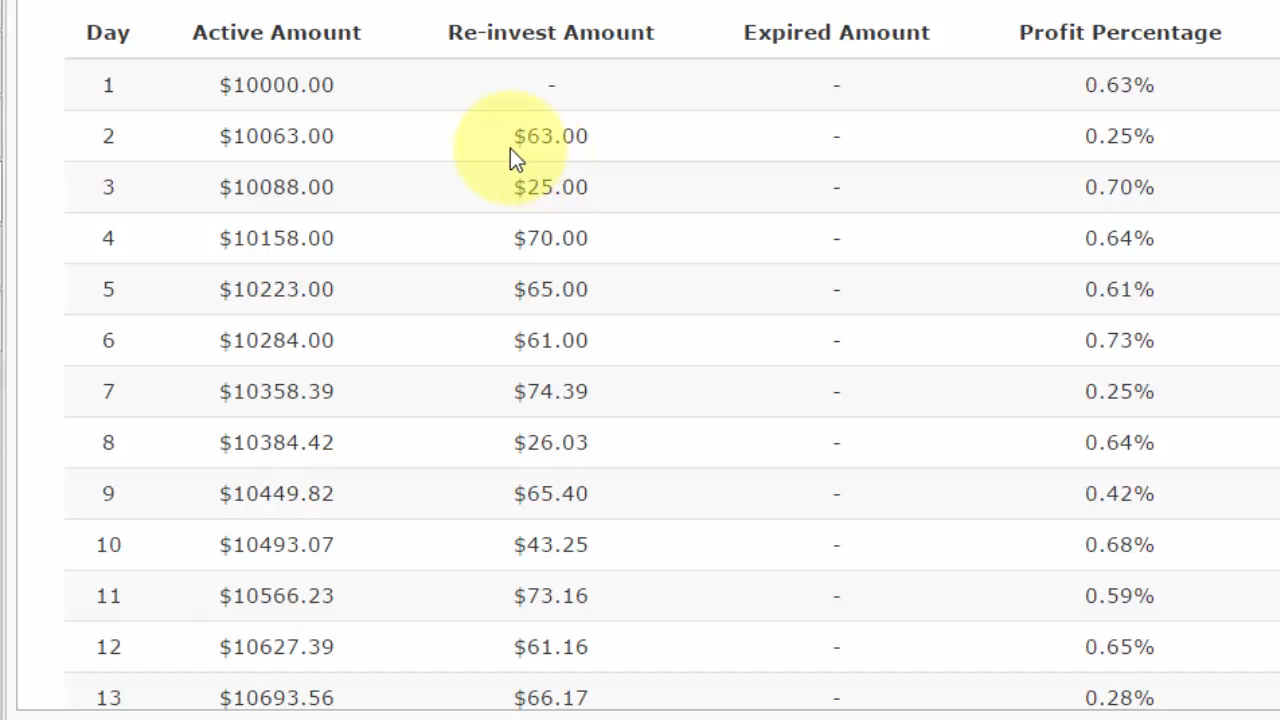 Day Active Amount Re-invest Amount Expired Amount Profit Percentage
1 $10000.00 - - 0.63%
2 $10063.00 $63.00 - 0.25%
3 $10088.00 $25.00 - 0.70%
4 $10158.00 $70.00 - 0.64%
5 $10223.00 $65.00 - 0.61%
6 $10284.00 $61.00 - 0.73%
7 $10358.39 $74.39 - 0.25%
8 $10384.42 $26.03 - 0.64%
9 $10449.82 $65.40 - 0.42%
10 $10493.07 $43.25 - 0.68%
11 $10566.23 $73.16 - 0.59%
12 $10627.39 $61.16 - 0.65%
13 $10693.56 $66.17 - 0.28%